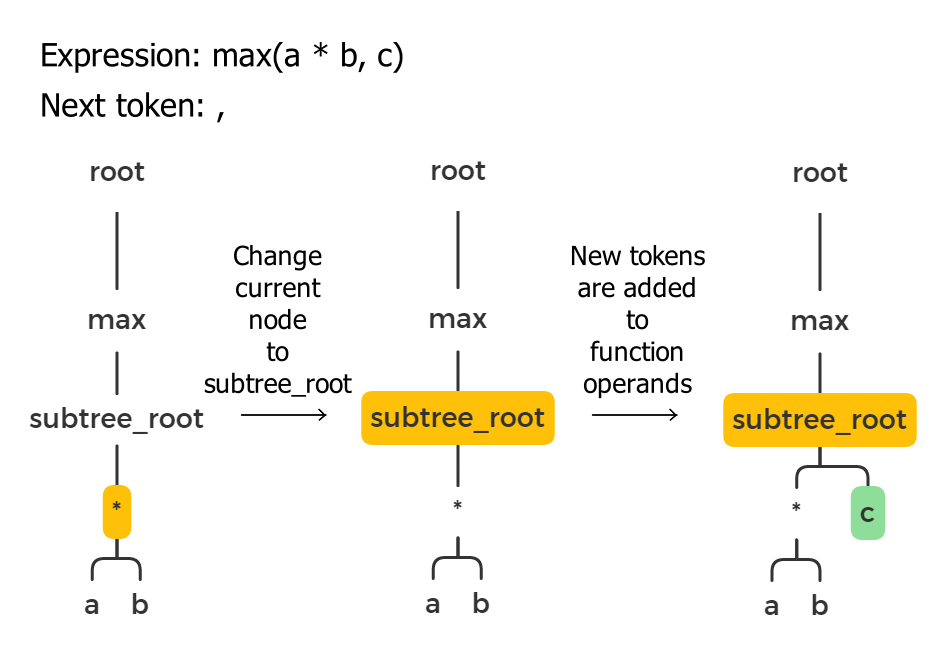 Expression: max(a * b, c)
Next token: ,
root
max
subtree_root
*
a b
Change
current
node
to
subtree_root
root
max
subtree_root
*
a b
New tokens
are added
to
function
operands
root
max
subtree_root
* c
a b